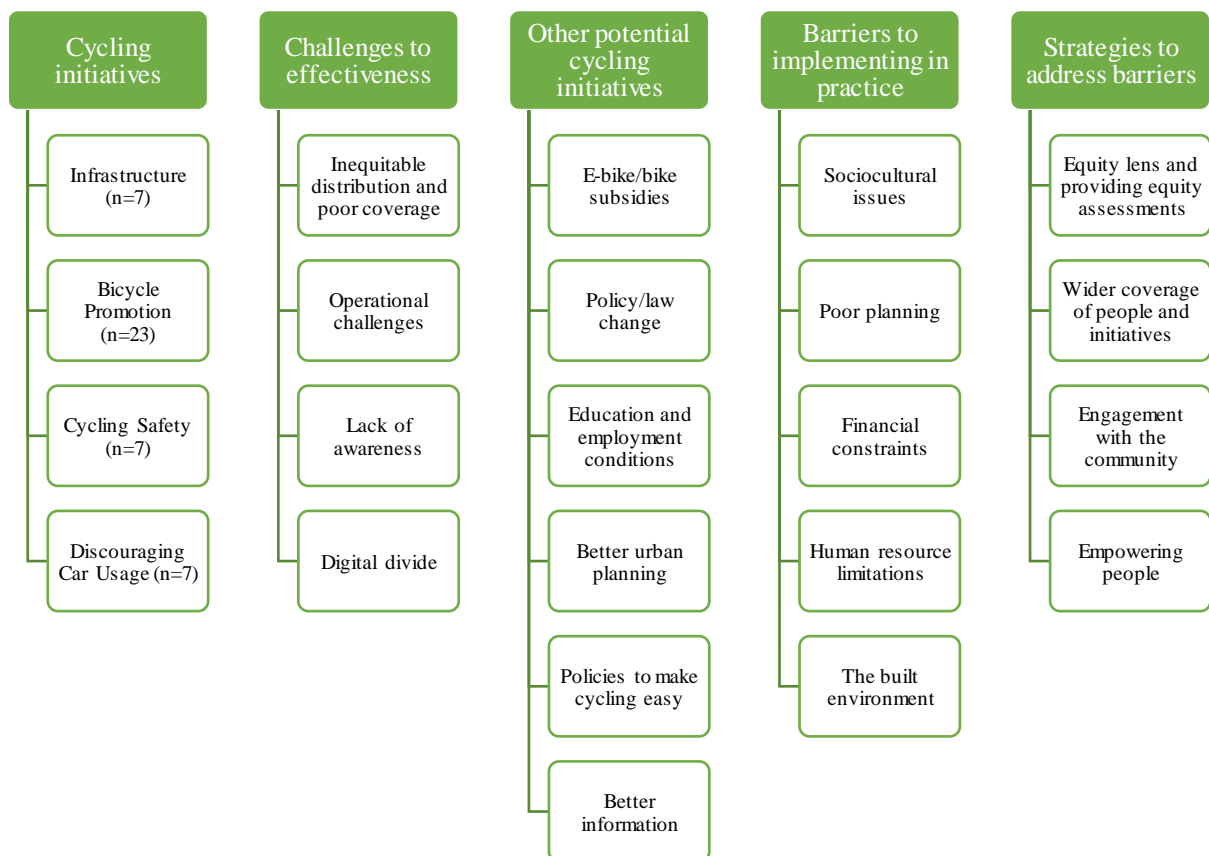 Cycling
initiatives
Infrastructure
(n=7)
Bicycle
Promotion
(n=23)
Cycling Safety
(n=7)
Discouraging
Car Usage (n=7)
Challenges to
effectiveness
Inequitable
distribution and
poor coverage
Operational
challenges
Lack of
awareness
Digital divide
Other potential
cycling
initiatives
E-bike/bike
subsidies
Policy/law
change
Education and
employment
conditions
Better urban
planning
Policies to make
cycling easy
Better
information
Barriers to
implementing in
practice
Sociocultural
issues
Poor planning
Financial
constraints
Human resource
limitations
The built
environment
Strategies to
address barriers
Equity lens and
providing equity
assessments
Wider coverage
of people and
initiatives
Engagement
with the
community
Empowering
people